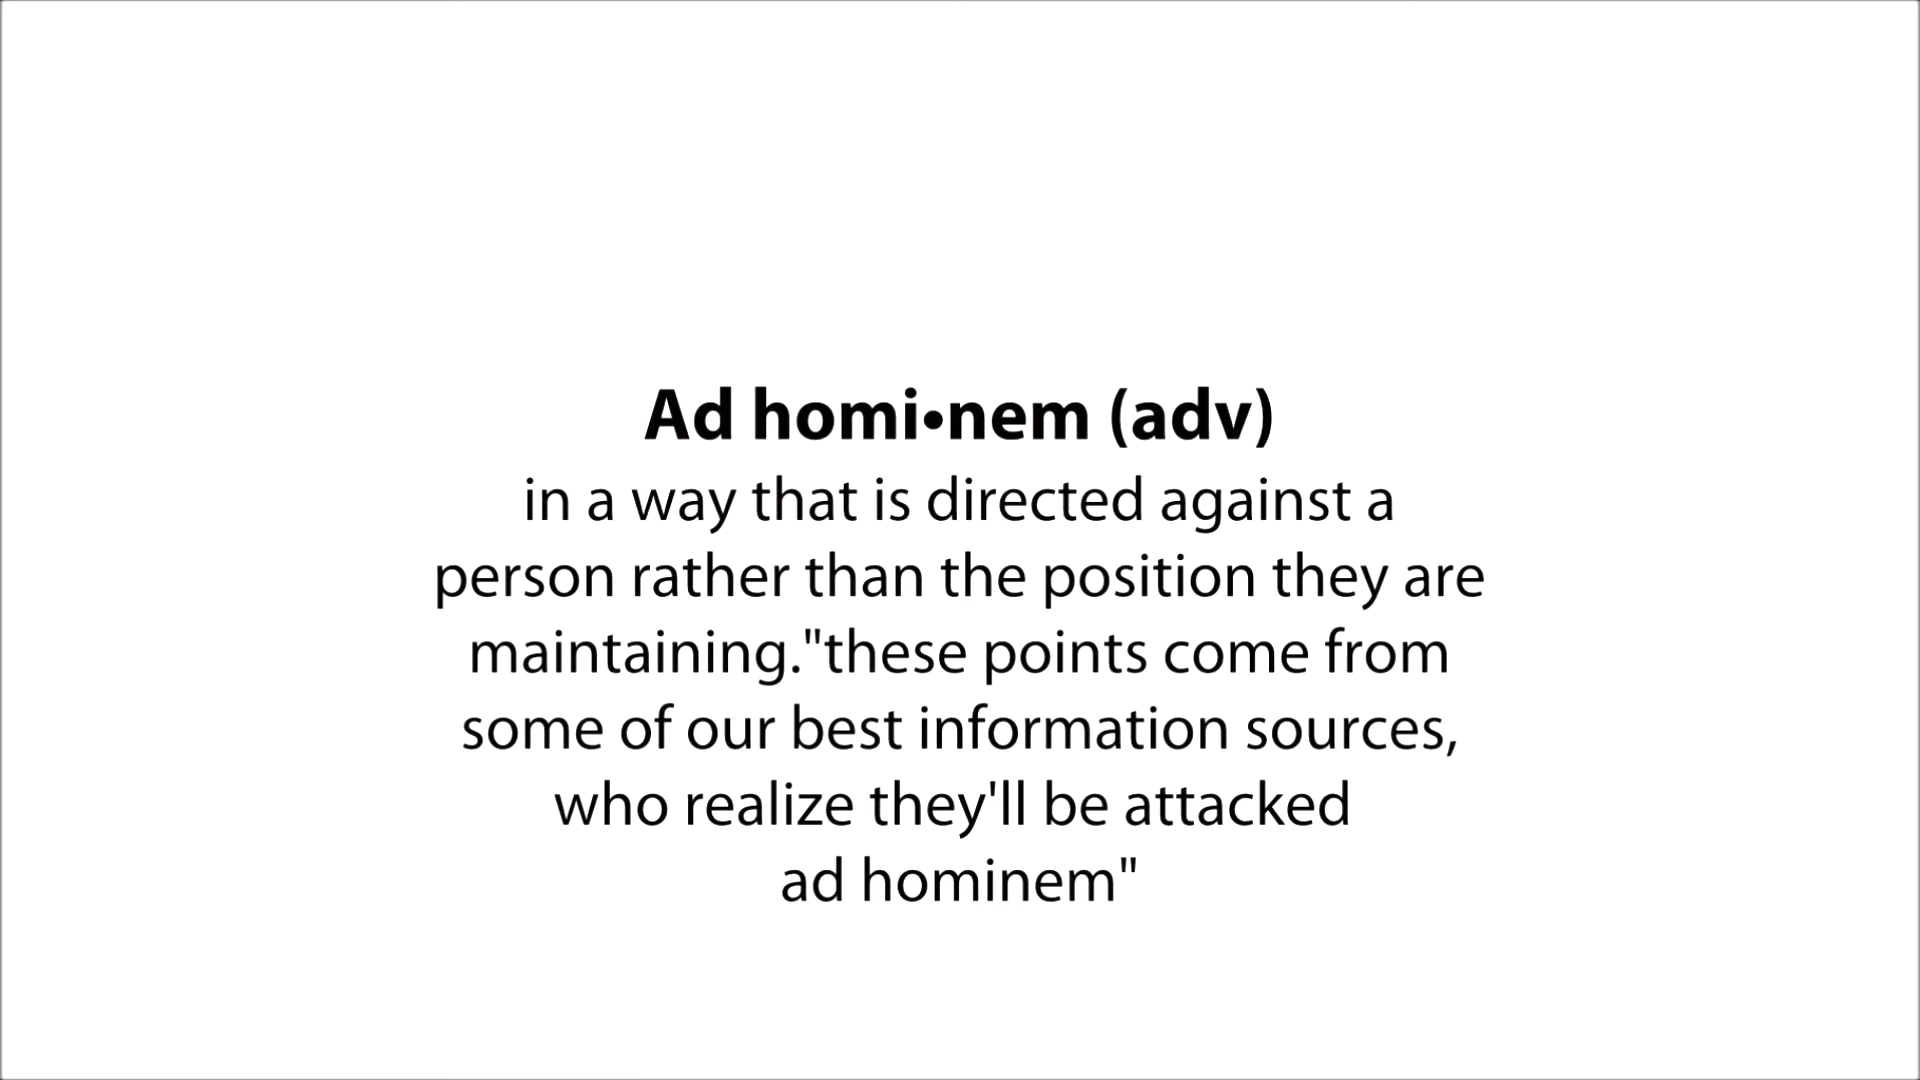 Ad homi•nem (adv)
in a way that is directed against a
person rather than the position they are
maintaining."these points come from
some of our best information sources,
who realize they'll be attacked
ad hominem"